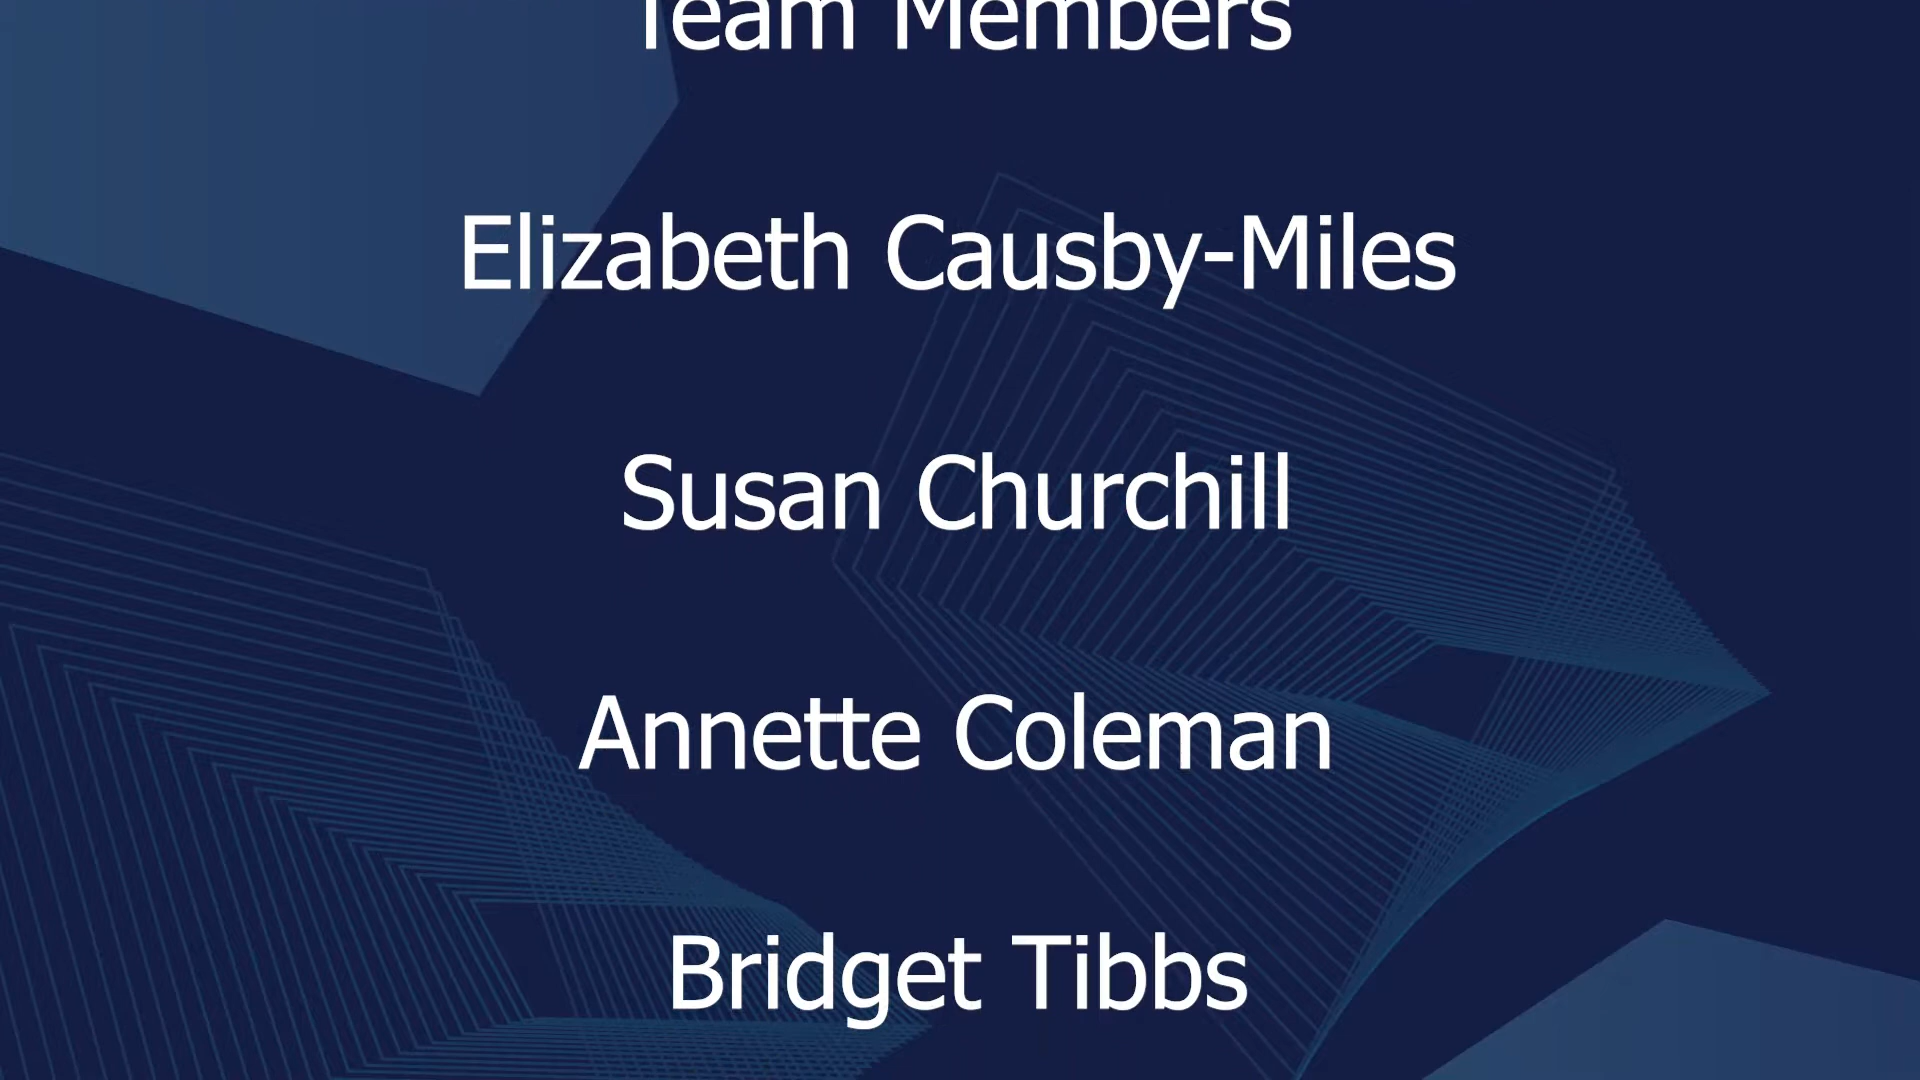 Team Members
Elizabeth Causby-Miles
Susan Churchill
Annette Coleman
Bridget Tibbs